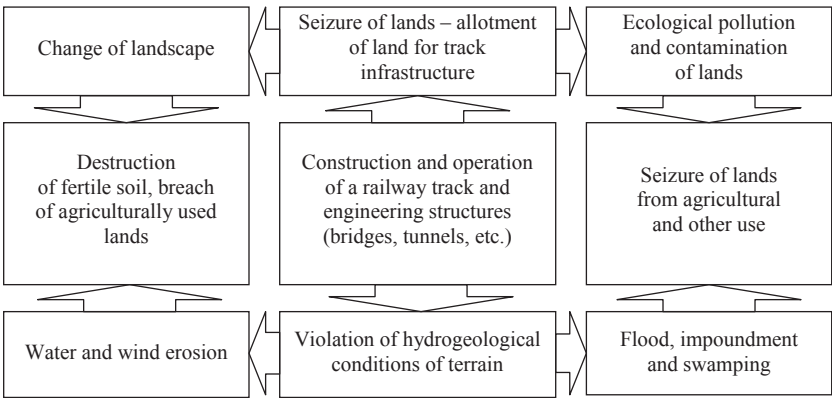 Change of landscape
Seizure of lands – allotment
of land for track
infrastructure
Ecological pollution
and contamination
of lands
Destruction
of fertile soil, breach
of agriculturally used
lands
Construction and operation
of a railway track and
engineering structures
(bridges, tunnels, etc.)
Seizure of lands
from agricultural
and other use
Water and wind erosion
Violation of hydrogeological
conditions of terrain
Flood, impoundment
and swamping